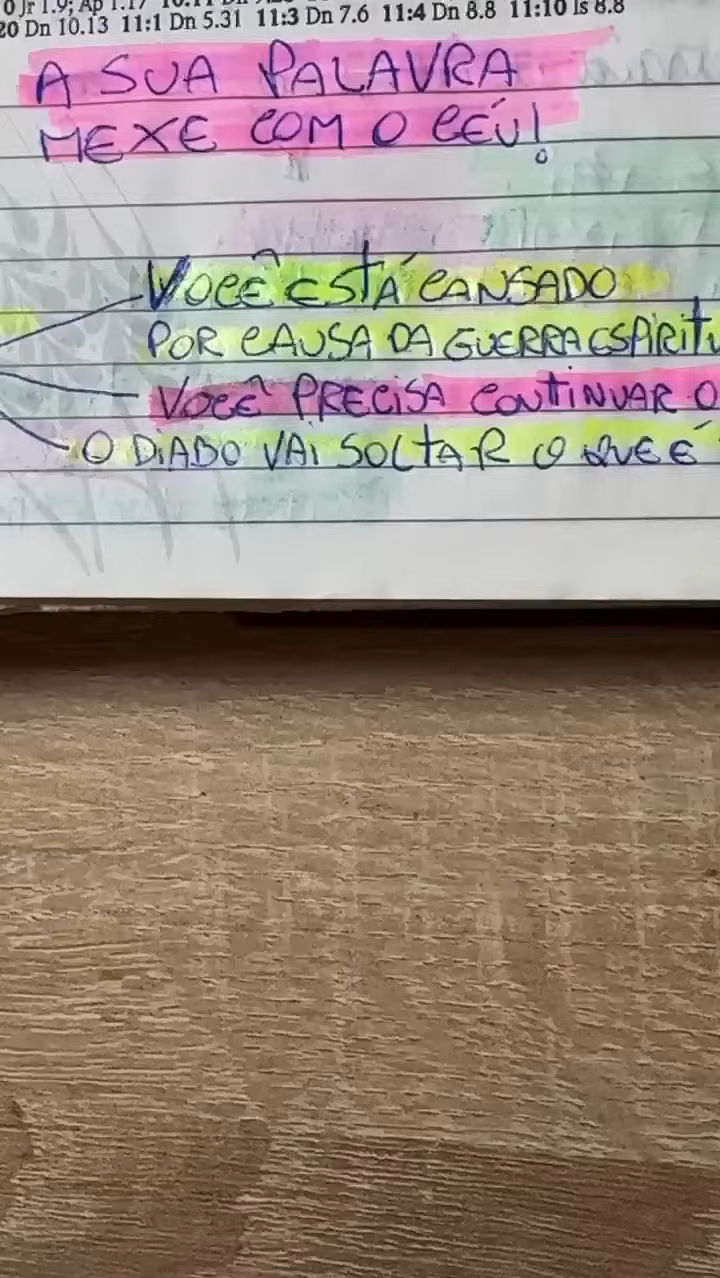 20 Dn 10.13 11:1 Dn 5.31 11:3 Dn 7.6 11:4 Dn 8.8 11:10 Is 8.8
A SUA PALAVRA
MEXE COM O CÉU!
VOCÊ ESTÁ CANSADO
POR CAUSA DA GUERRA ESPIRITU
VOCÊ PRECISA CONTINUAR O
O DIABO VAI SOLTAR O QUE É